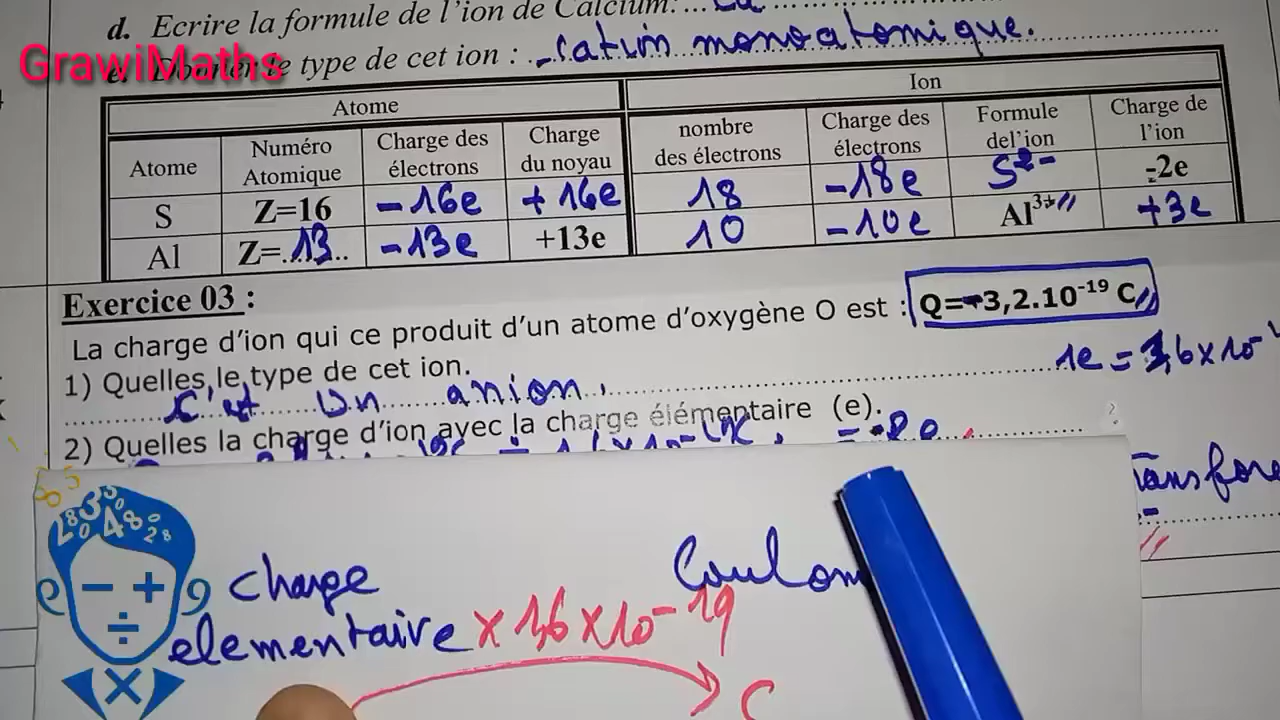 d. Ecrire la formule de l'ion de Calcium:
GrawiMaths
le type de cet ion : cation monoatomique.
Atome Ion
Atome Numéro Atomique Charge des électrons Charge du noyau nombre des électrons Charge des électrons Formule del'ion Charge de l'ion
S Z=16 -16e +16e 18 -18e S2- -2e
Al Z=.13.. -13e +13e 10 -10e Al3+ +3e
Exercice 03 :
La charge d'ion qui ce produit d'un atome d'oxygène O est : Q=-3,2.10-19 C
1) Quelles le type de cet ion.
1e = 1,6x10-
C'est Un anion.
2) Quelles la charge d'ion avec la charge élémentaire (e).
charge
elementaire x 1,6 x 10-19
Coulom
C